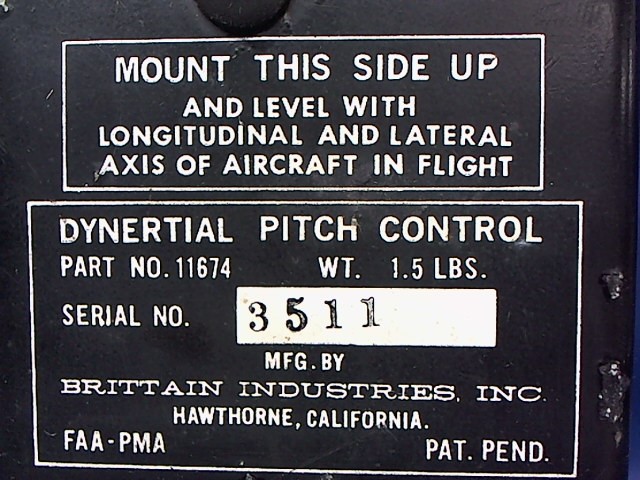 MOUNT THIS SIDE UP
AND LEVEL WITH
LONGITUDINAL AND LATERAL
AXIS OF AIRCRAFT IN FLIGHT
DYNERTIAL PITCH CONTROL
PART NO. 11674 WT. 1.5 LBS.
SERIAL NO. 3511
MFG. BY
BRITTAIN INDUSTRIES, INC.
HAWTHORNE, CALIFORNIA.
FAA-PMA PAT. PEND.